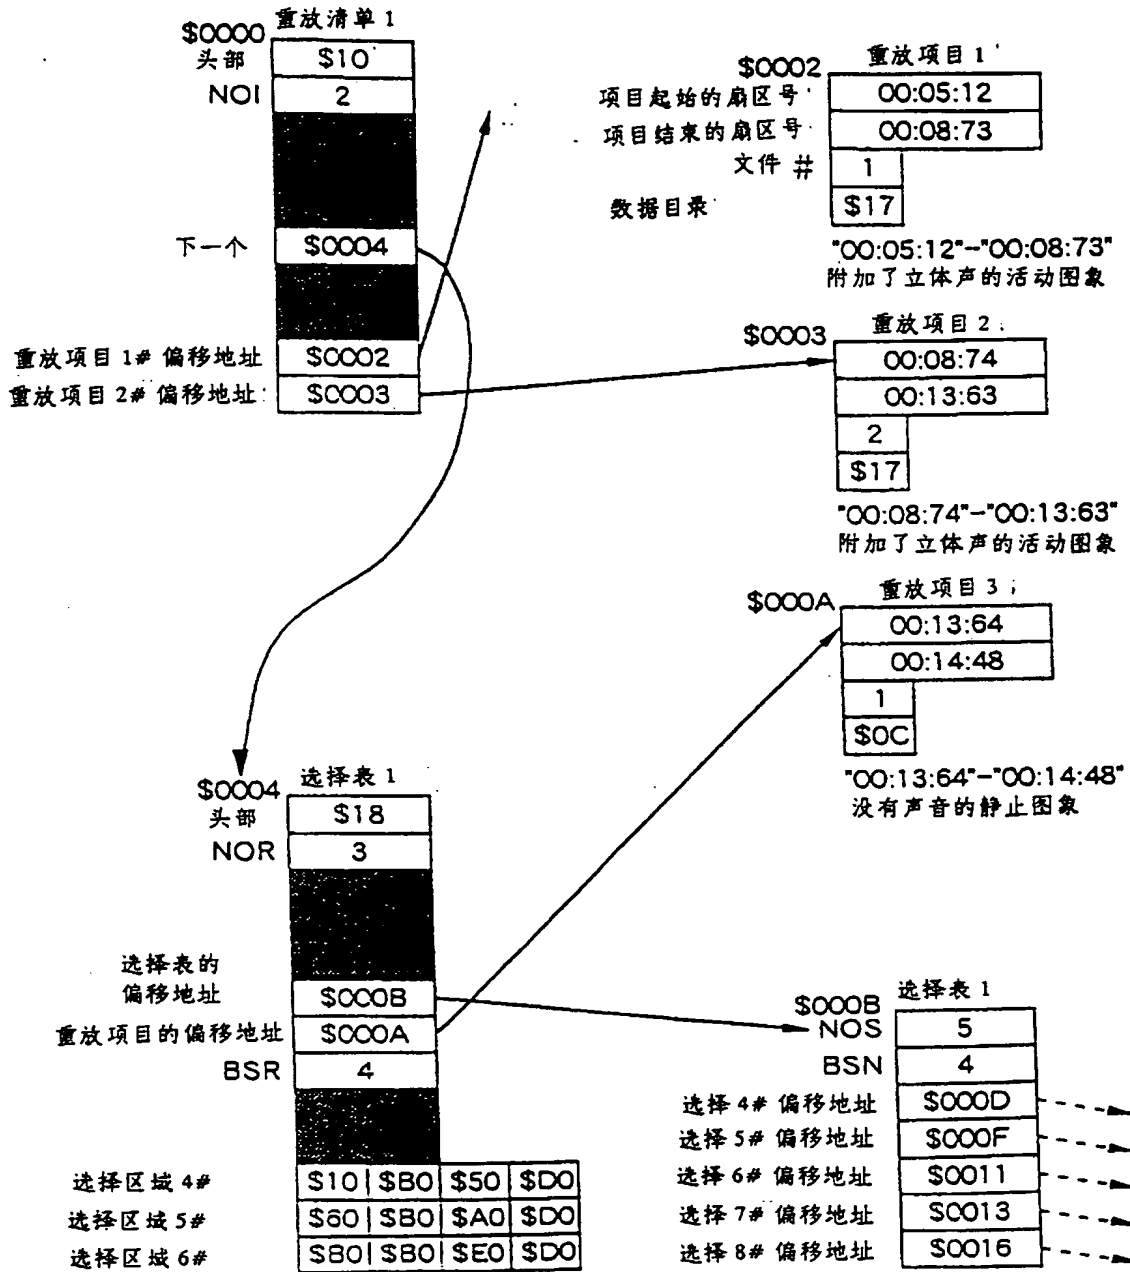 重放清单 1
$0000
头部 $10
NOI 2
下一个 $0004
重放项目 1# 偏移地址 $0002
重放项目 2# 偏移地址 $0003
重放项目 1
$0002
项目起始的扇区号 00:05:12
项目结束的扇区号 00:08:73
文件 # 1
数据目录 $17
"00:05:12"-"00:08:73"
附加了立体声的活动图象
重放项目 2
$0003
00:08:74
00:13:63
2
$17
"00:08:74"-"00:13:63"
附加了立体声的活动图象
重放项目 3
$000A
00:13:64
00:14:48
1
$0C
"00:13:64"-"00:14:48"
没有声音的静止图象
选择表 1
$0004
头部 $18
NOR 3
选择表的
偏移地址 $000B
重放项目的偏移地址 $000A
BSR 4
选择区域 4# $10 $B0 $50 $D0
选择区域 5# $60 $B0 $A0 $D0
选择区域 6# $B0 $B0 $E0 $D0
选择表 1
$000B
NOS 5
BSN 4
选择 4# 偏移地址 $000D
选择 5# 偏移地址 $000F
选择 6# 偏移地址 $0011
选择 7# 偏移地址 $0013
选择 8# 偏移地址 $0016